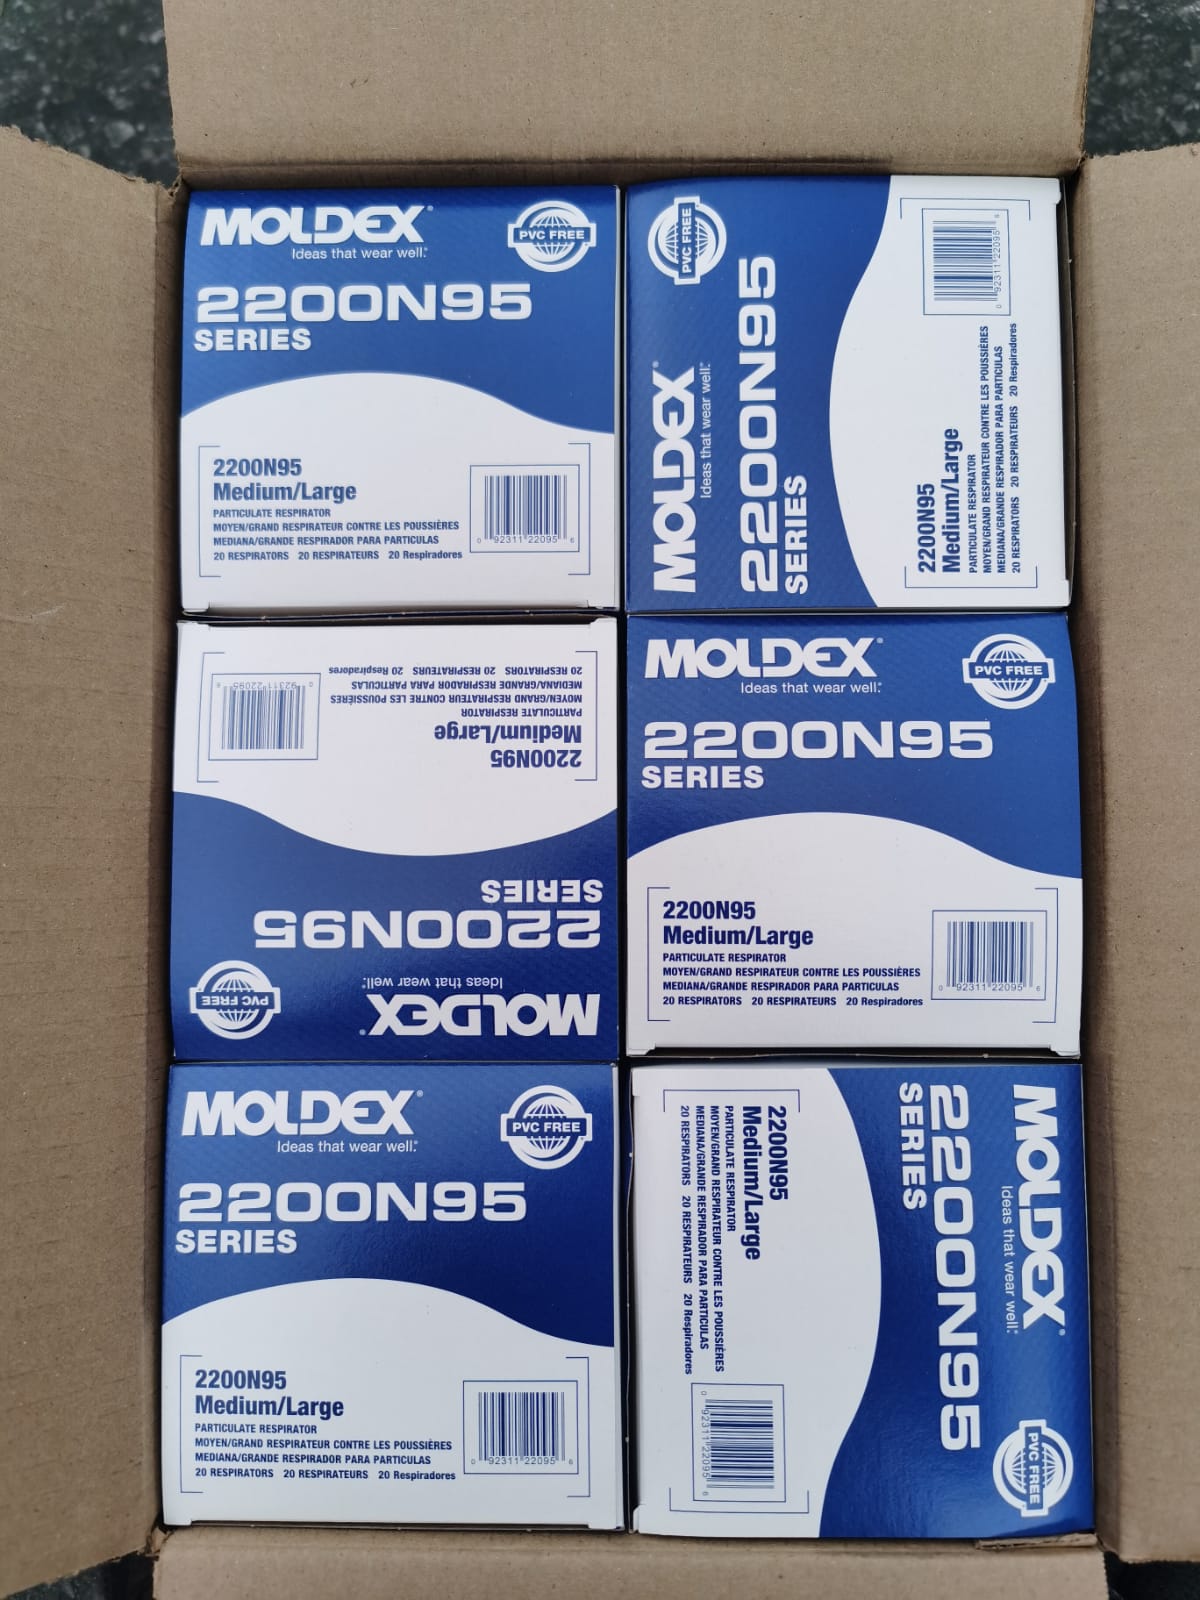 MOLDEX®
Ideas that wear well.®
PVC FREE
2200N95
SERIES
2200N95
Medium/Large
PARTICULATE RESPIRATOR
MOYEN/GRAND RESPIRATEUR CONTRE LES POUSSIÈRES
MEDIANA/GRANDE RESPIRADOR PARA PARTICULAS
20 RESPIRATORS 20 RESPIRATEURS 20 Respiradores
0 92311 22095 6
MOLDEX®
Ideas that wear well.®
PVC FREE
2200N95
SERIES
2200N95
Medium/Large
PARTICULATE RESPIRATOR
MOYEN/GRAND RESPIRATEUR CONTRE LES POUSSIÈRES
MEDIANA/GRANDE RESPIRADOR PARA PARTICULAS
20 RESPIRATORS 20 RESPIRATEURS 20 Respiradores
0 92311 22095 6
MOLDEX®
Ideas that wear well.®
PVC FREE
2200N95
SERIES
2200N95
Medium/Large
PARTICULATE RESPIRATOR
MOYEN/GRAND RESPIRATEUR CONTRE LES POUSSIÈRES
MEDIANA/GRANDE RESPIRADOR PARA PARTICULAS
20 RESPIRATORS 20 RESPIRATEURS 20 Respiradores
0 92311 22095 6
MOLDEX®
Ideas that wear well.®
PVC FREE
2200N95
SERIES
2200N95
Medium/Large
PARTICULATE RESPIRATOR
MOYEN/GRAND RESPIRATEUR CONTRE LES POUSSIÈRES
MEDIANA/GRANDE RESPIRADOR PARA PARTICULAS
20 RESPIRATORS 20 RESPIRATEURS 20 Respiradores
0 92311 22095 6
MOLDEX®
Ideas that wear well.®
PVC FREE
2200N95
SERIES
2200N95
Medium/Large
PARTICULATE RESPIRATOR
MOYEN/GRAND RESPIRATEUR CONTRE LES POUSSIÈRES
MEDIANA/GRANDE RESPIRADOR PARA PARTICULAS
20 RESPIRATORS 20 RESPIRATEURS 20 Respiradores
0 92311 22095 6
MOLDEX®
Ideas that wear well.®
PVC FREE
2200N95
SERIES
2200N95
Medium/Large
PARTICULATE RESPIRATOR
MOYEN/GRAND RESPIRATEUR CONTRE LES POUSSIÈRES
MEDIANA/GRANDE RESPIRADOR PARA PARTICULAS
20 RESPIRATORS 20 RESPIRATEURS 20 Respiradores
0 92311 22095 6